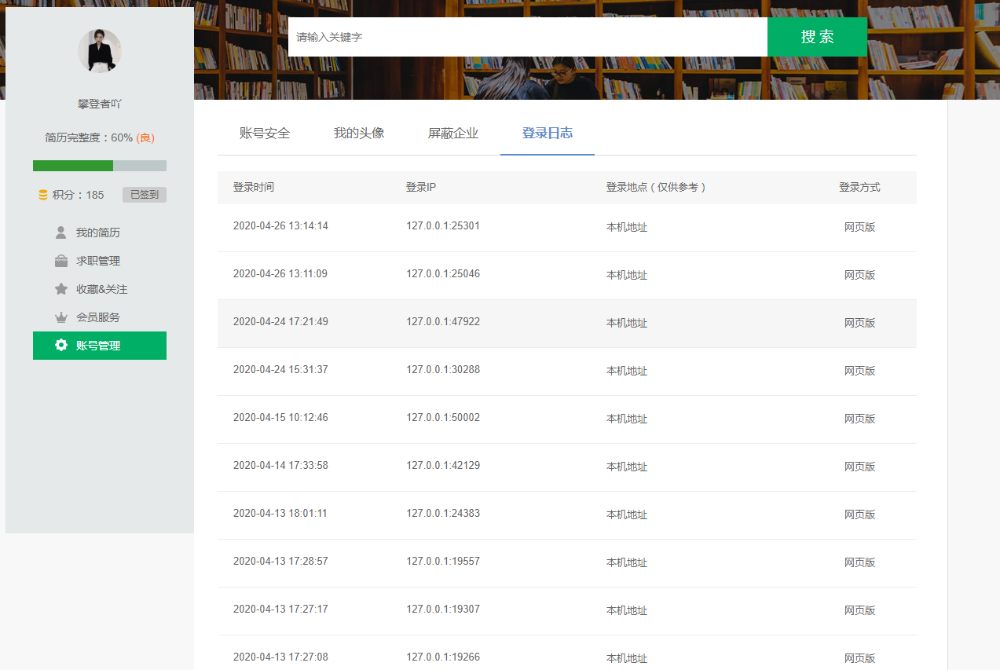 请输入关键字
搜 索
攀登者吖
简历完整度：60% (良)
积分：185
已签到
我的简历
求职管理
收藏&关注
会员服务
账号管理
账号安全 我的头像 屏蔽企业 登录日志
登录时间 登录IP 登录地点（仅供参考） 登录方式
2020-04-26 13:14:14 127.0.0.1:25301 本机地址 网页版
2020-04-26 13:11:09 127.0.0.1:25046 本机地址 网页版
2020-04-24 17:21:49 127.0.0.1:47922 本机地址 网页版
2020-04-24 15:31:37 127.0.0.1:30288 本机地址 网页版
2020-04-15 10:12:46 127.0.0.1:50002 本机地址 网页版
2020-04-14 17:33:58 127.0.0.1:42129 本机地址 网页版
2020-04-13 18:01:11 127.0.0.1:24383 本机地址 网页版
2020-04-13 17:28:57 127.0.0.1:19557 本机地址 网页版
2020-04-13 17:27:17 127.0.0.1:19307 本机地址 网页版
2020-04-13 17:27:08 127.0.0.1:19266 本机地址 网页版